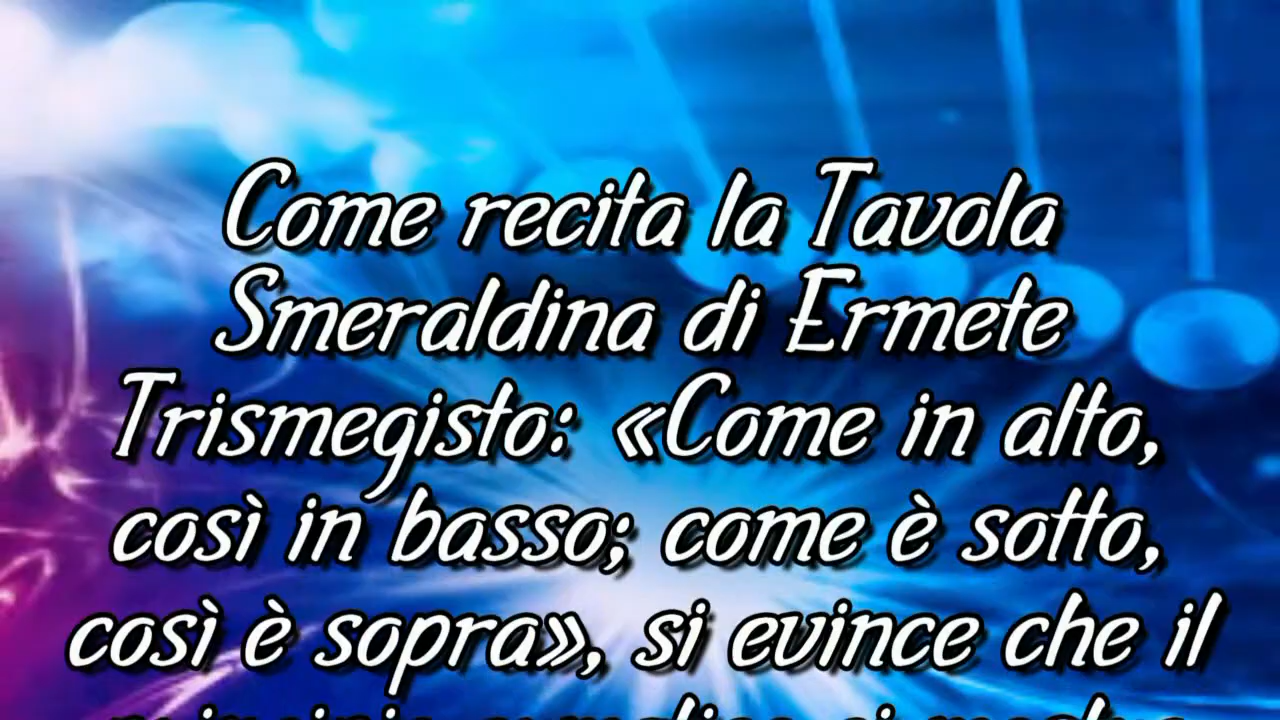 Come recita la Tavola
Smeraldina di Ermete
Trismegisto: «Come in alto,
così in basso; come è sotto,
così è sopra», si evince che il